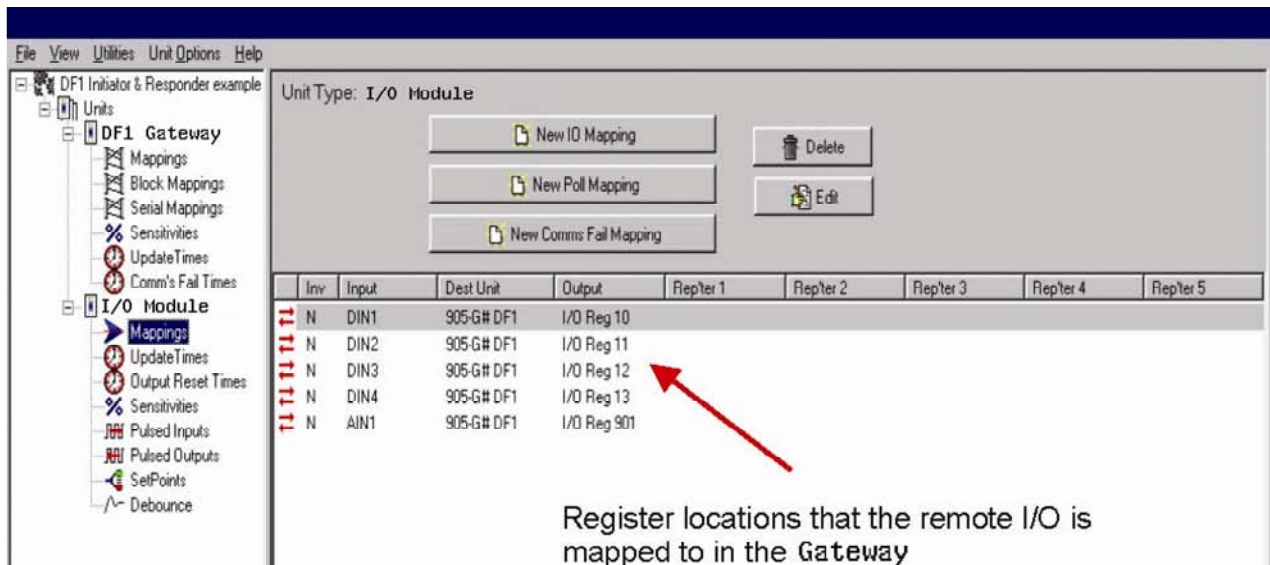 File View Utilities Unit Options Help
DF1 Initiator & Responder example
Units
DF1 Gateway
Mappings
Block Mappings
Serial Mappings
Sensitivities
UpdateTimes
Comm's Fail Times
I/O Module
Mappings
UpdateTimes
Output Reset Times
Sensitivities
Pulsed Inputs
Pulsed Outputs
SetPoints
Debounce
Unit Type: I/O Module
New IO Mapping
Delete
New Poll Mapping
Edit
New Comms Fail Mapping
Inv Input Dest Unit Output Rep'ter 1 Rep'ter 2 Rep'ter 3 Rep'ter 4 Rep'ter 5
N DIN1 905-G# DF1 I/O Reg 10
N DIN2 905-G# DF1 I/O Reg 11
N DIN3 905-G# DF1 I/O Reg 12
N DIN4 905-G# DF1 I/O Reg 13
N AIN1 905-G# DF1 I/O Reg 901
Register locations that the remote I/O is
mapped to in the Gateway